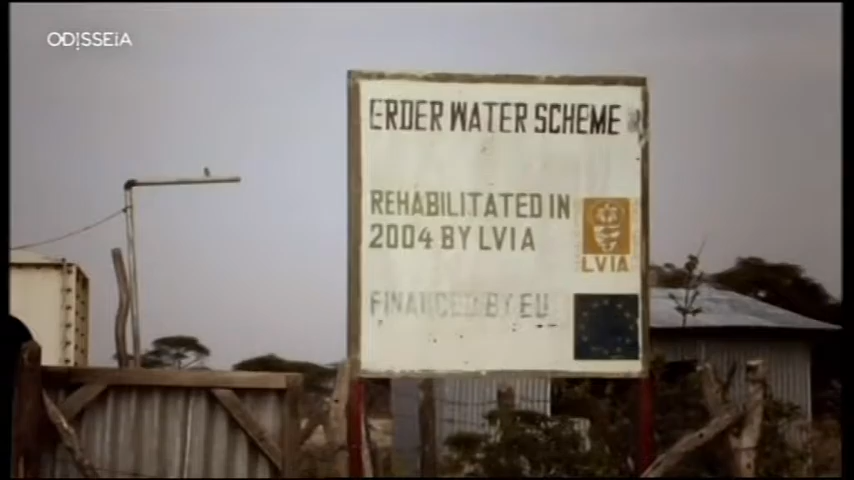 ODISSEiA
ERDER WATER SCHEME
REHABILITATED IN
2004 BY LVIA
LVIA
FINANCED BY EU